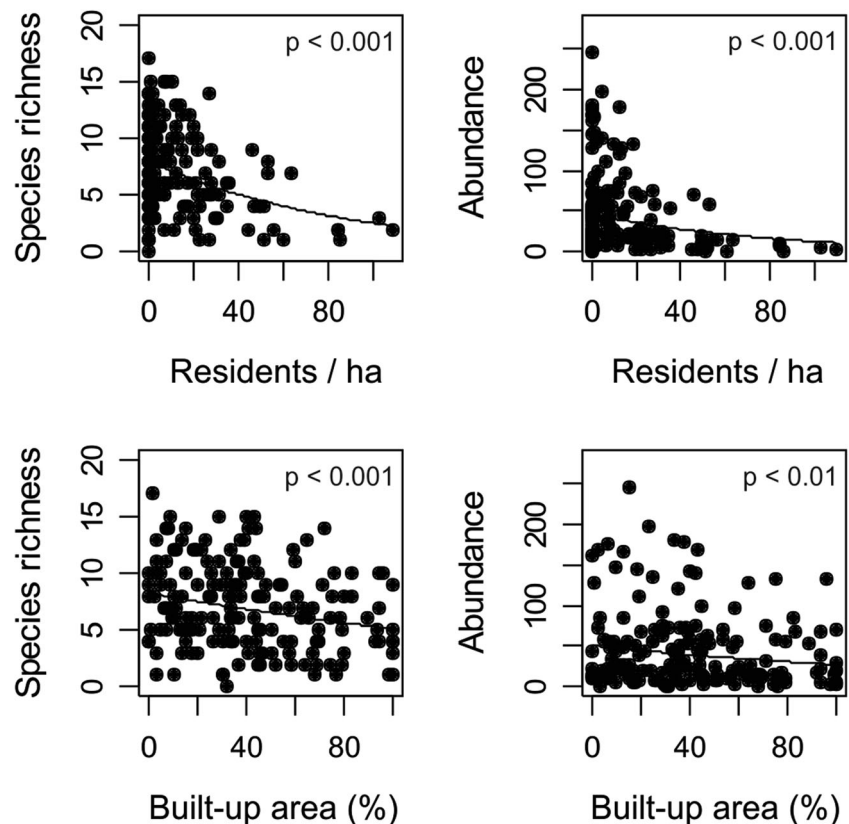 Species richness
20
15
10
5
0
p < 0.001
0 40 80
Residents / ha
Abundance
200
100
0
p < 0.001
0 40 80
Residents / ha
Species richness
20
15
10
5
0
p < 0.001
0 40 80
Built-up area (%)
Abundance
200
100
0
p < 0.01
0 40 80
Built-up area (%)